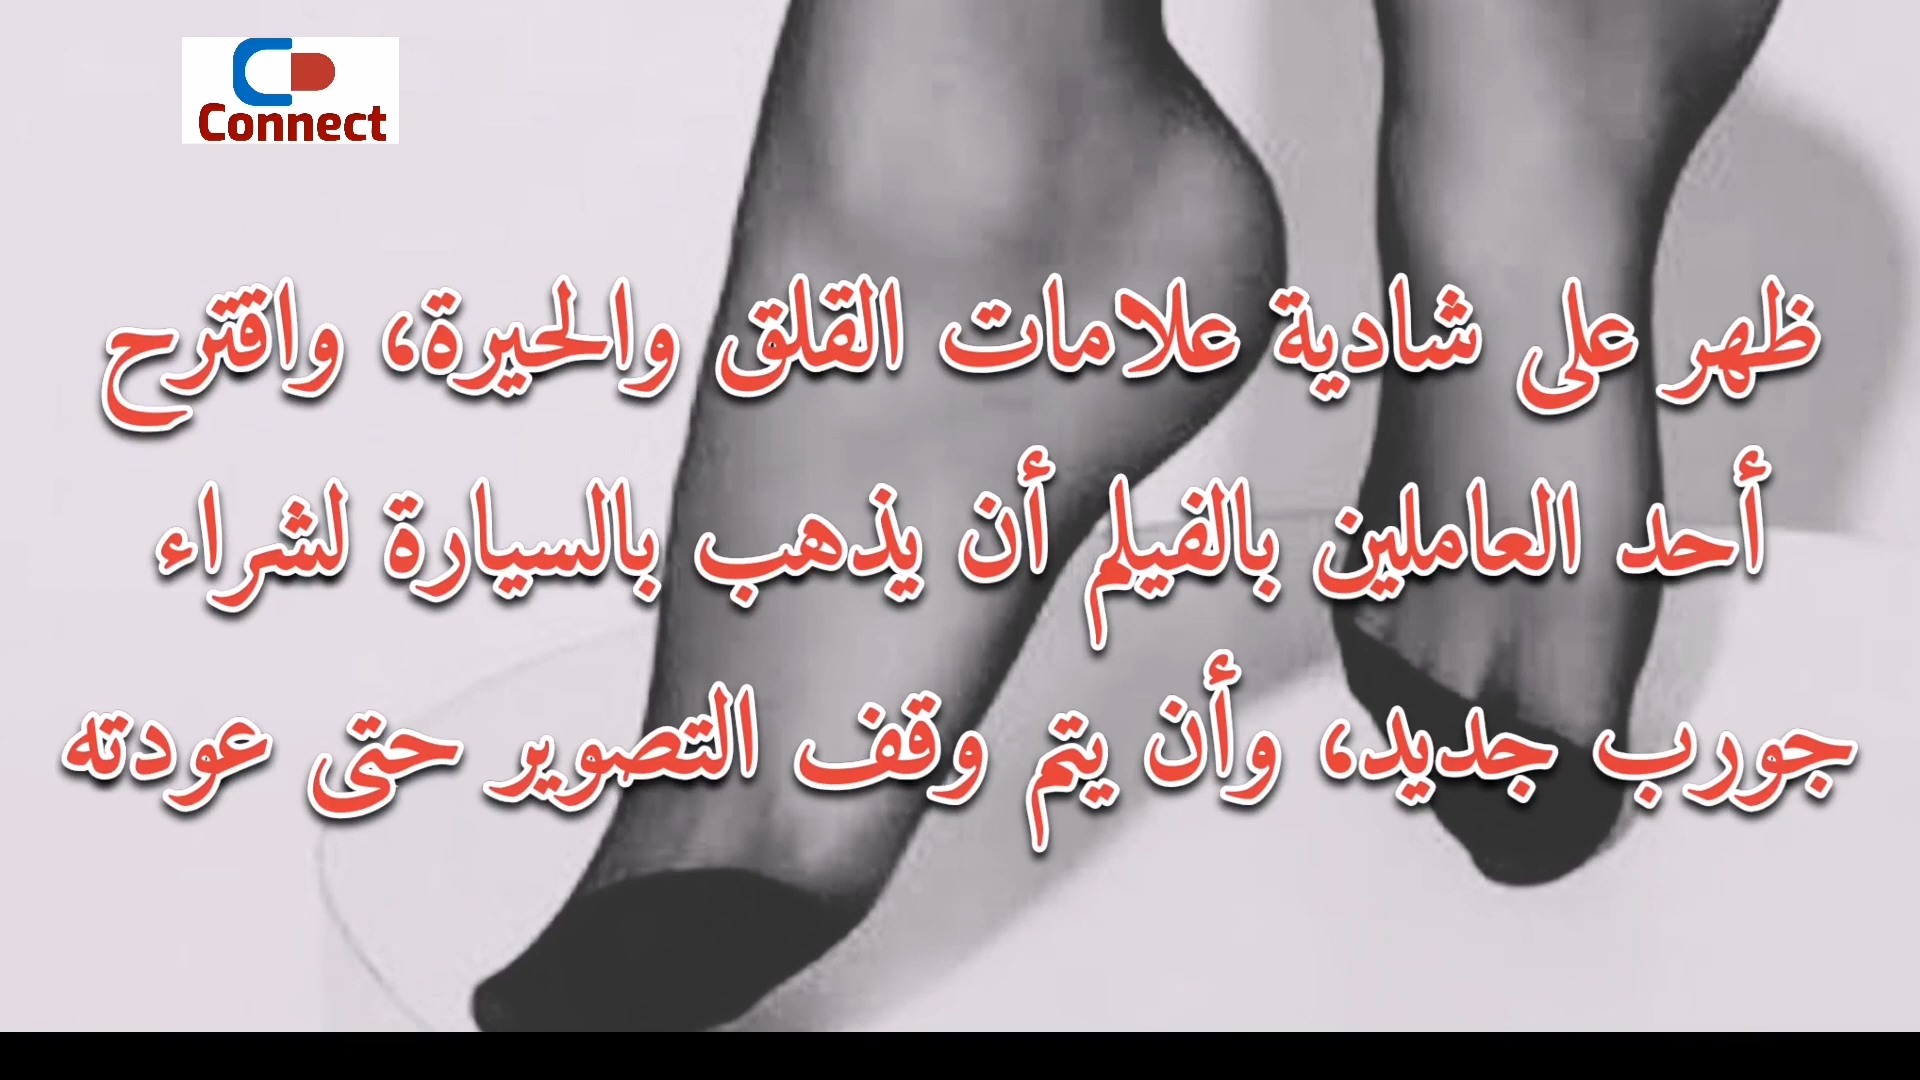 Connect
ظهر على شادية علامات القلق والحيرة، واقترح
أحد العاملين بالفيلم أن يذهب بالسيارة لشراء
جورب جديد، وأن يتم وقف التصوير حتى عودته